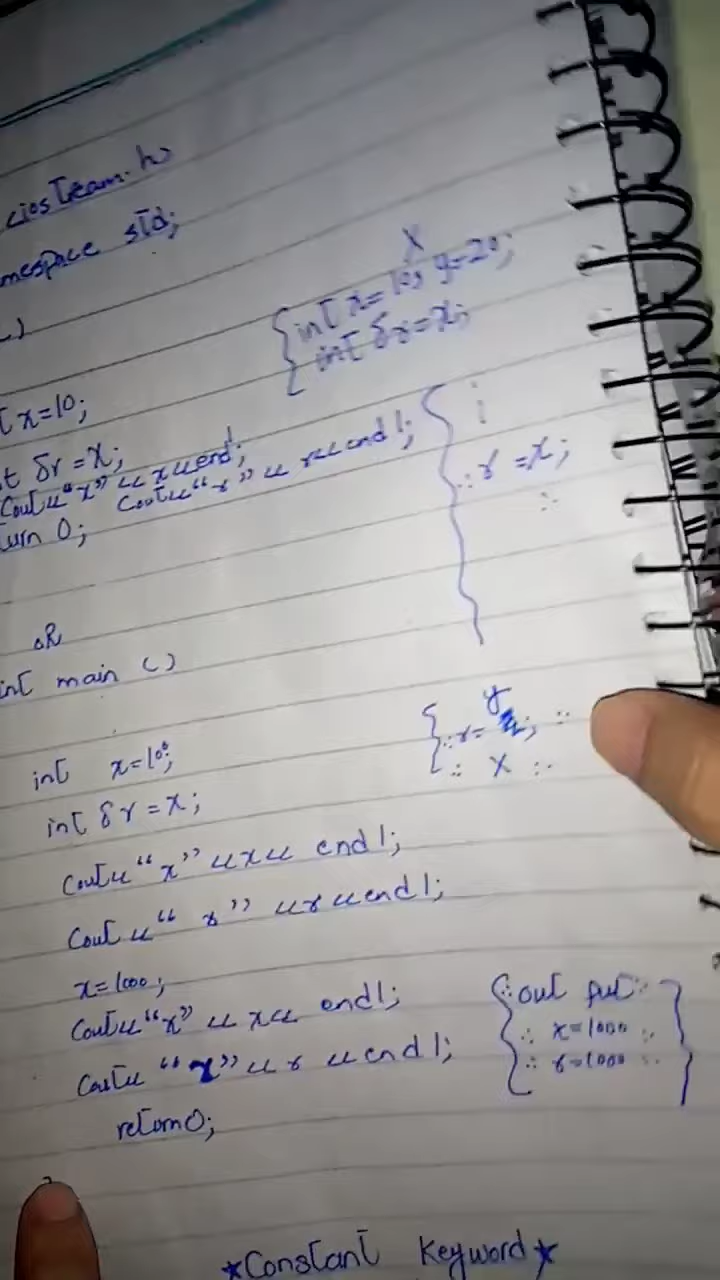 <iostream.h>
mespace std;
)
x
{ int x=10, y=20;
int &r=x;
t x=10;
t &r=x;
cout<<"x"<<x<<endl;
cout<<"r"<<r<<endl;
urn 0;
r=x;
OR
int main ()
int x=10;
int &r=x;
y
r= ;
x
cout<<"x"<<x<<endl;
cout<<"r"<<r<<endl;
x=1000;
cout<<"x"<<x<<endl;
cout<<"r"<<r<<endl;
return0;
out put
x=1000
r=1000
*Constant Keyword*